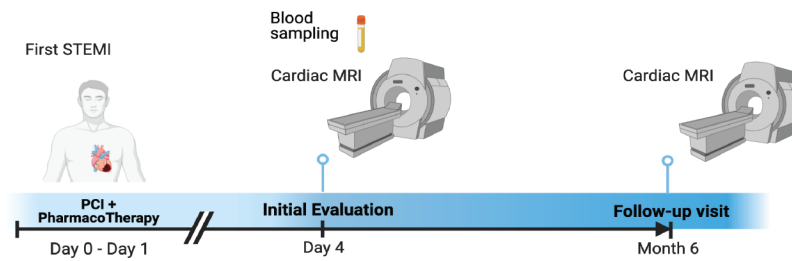 First STEMI
Blood
sampling
Cardiac MRI
Cardiac MRI
PCI +
PharmacoTherapy
Initial Evaluation
Follow-up visit
Day 0 - Day 1
Day 4
Month 6